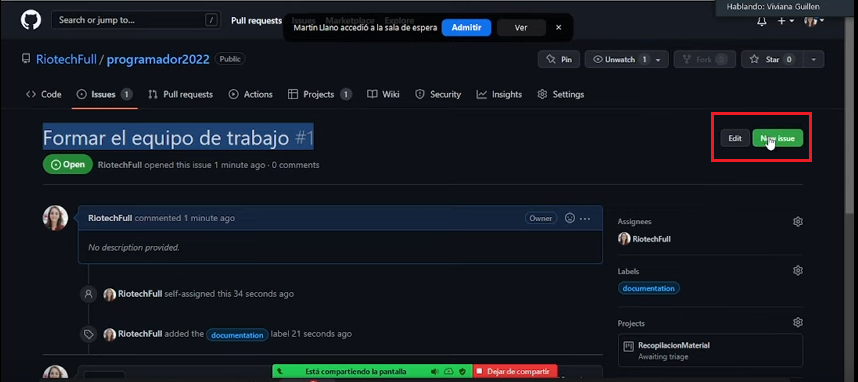 Hablando: Viviana Guillen
Search or jump to... /
Pull requests Issues Marketplace Explore
Martin Llano accedió a la sala de espera Admitir Ver ×
RiotechFull / programador2022 Public
Pin Unwatch 1 Fork 0 Star 0
Code Issues 1 Pull requests Actions Projects 1 Wiki Security Insights Settings
Formar el equipo de trabajo #1
Edit New issue
Open RiotechFull opened this issue 1 minute ago · 0 comments
RiotechFull commented 1 minute ago Owner ...
No description provided.
RiotechFull self-assigned this 34 seconds ago
RiotechFull added the documentation label 21 seconds ago
Assignees
RiotechFull
Labels
documentation
Projects
RecopilacionMaterial
Awaiting triage
Está compartiendo la pantalla Dejar de compartir